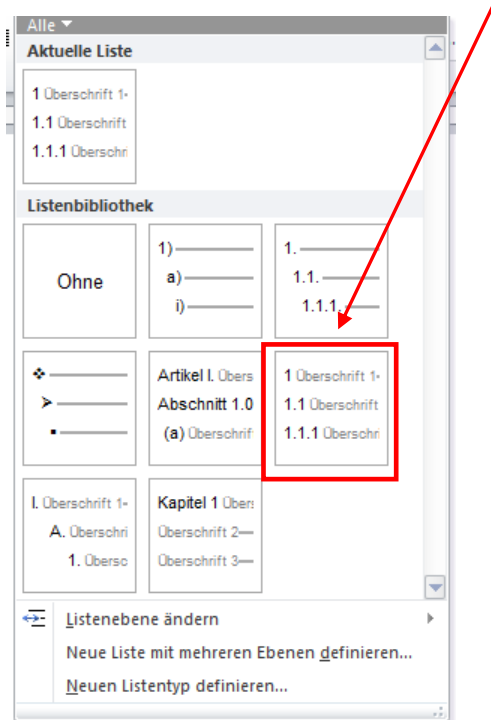 Alle
Aktuelle Liste
1 Überschrift 1
1.1 Überschrift
1.1.1 Überschri
Listenbibliothek
Ohne
1)
a)
i)
1.
1.1.
1.1.1.
Artikel I. Übers
Abschnitt 1.0
(a) Überschrif
1 Überschrift 1
1.1 Überschrift
1.1.1 Überschri
I. Überschrift 1
A. Überschri
1. Übersc
Kapitel 1 Übers
Überschrift 2
Überschrift 3
Listenebene ändern
Neue Liste mit mehreren Ebenen definieren...
Neuen Listentyp definieren...